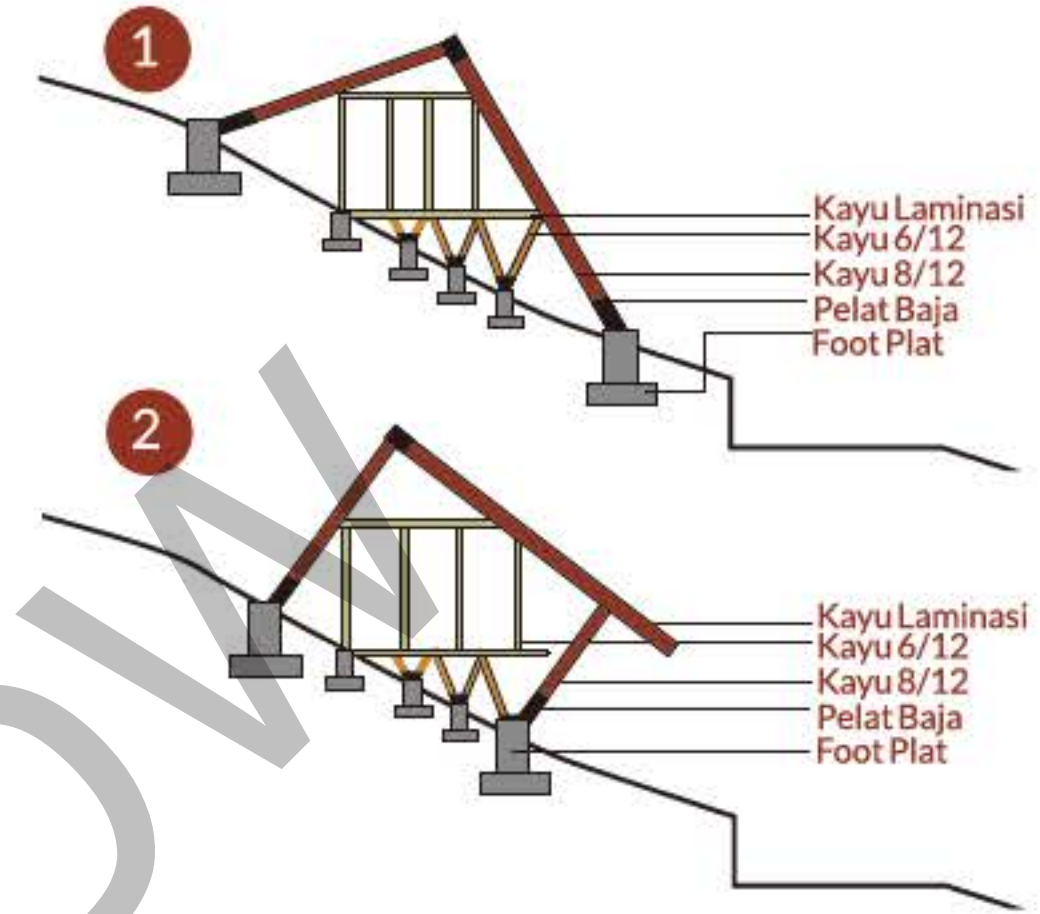 1
Kayu Laminasi
Kayu 6/12
Kayu 8/12
Pelat Baja
Foot Plat
2
Kayu Laminasi
Kayu 6/12
Kayu 8/12
Pelat Baja
Foot Plat
OW